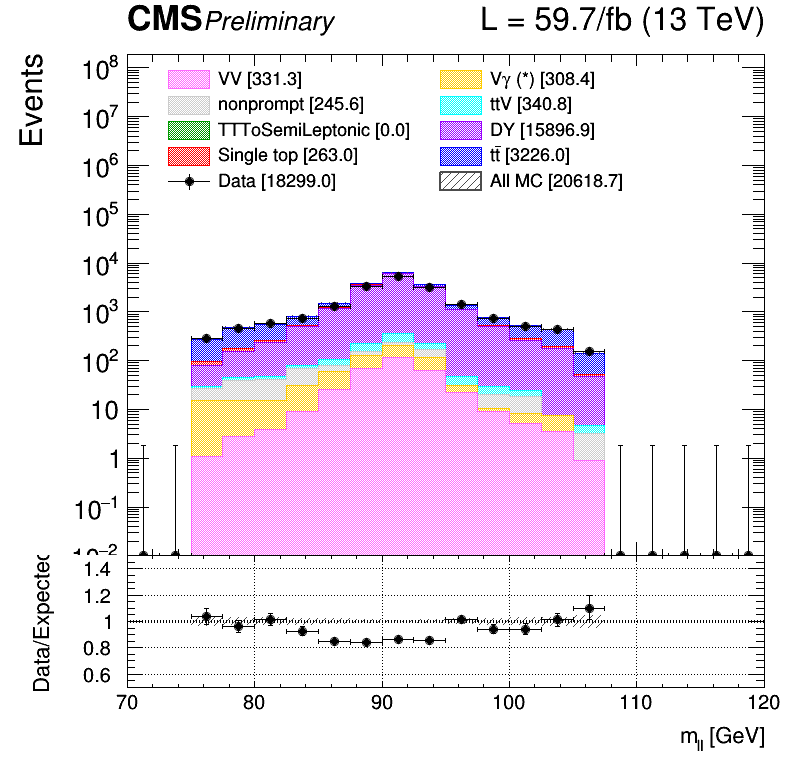 CMS Preliminary L = 59.7/fb (13 TeV)
Events
VV [331.3] Vγ (*) [308.4]
nonprompt [245.6] ttV [340.8]
TTToSemiLeptonic [0.0] DY [15896.9]
Single top [263.0] tt̄ [3226.0]
Data [18299.0] All MC [20618.7]
10⁸
10⁷
10⁶
10⁵
10⁴
10³
10²
10
1
10⁻¹
10⁻²
Data/Expected
1.4
1.2
1
0.8
0.6
70 80 90 100 110 120
m_ll [GeV]